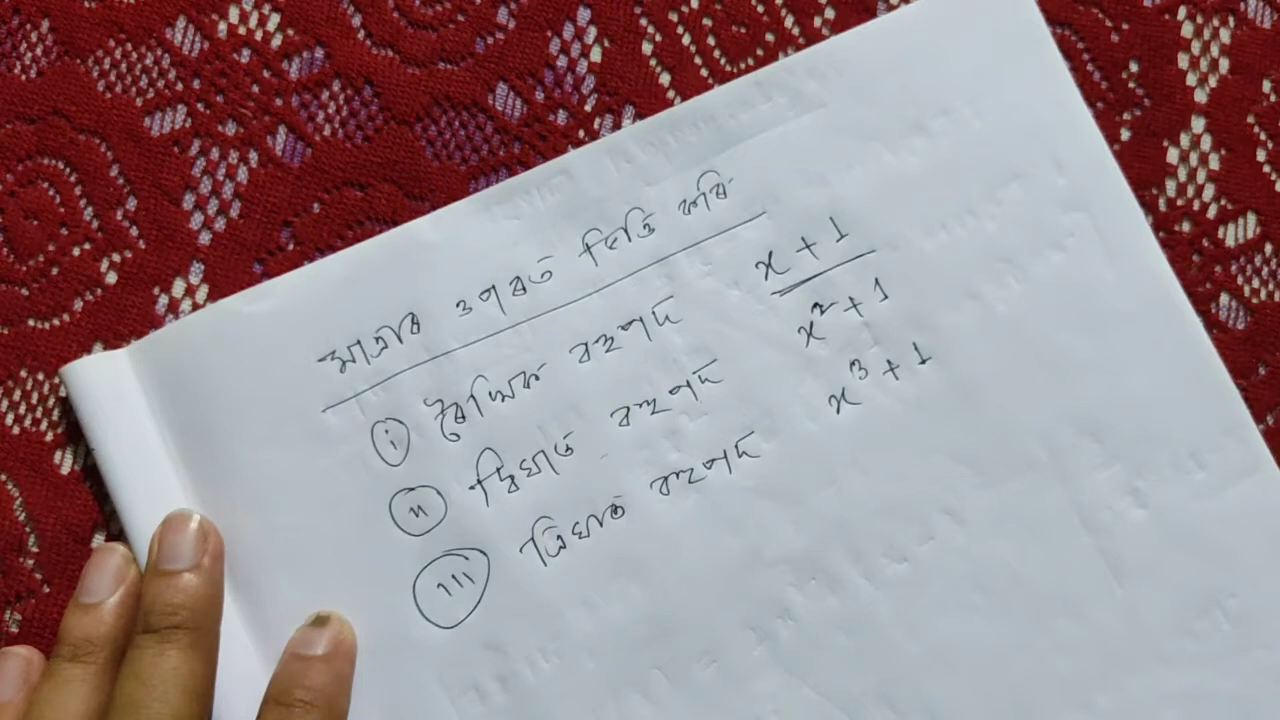 মাত্ৰাৰ ওপৰত ভিত্তি কৰি
i ৰৈখিক বহুপদ x + 1
ii দ্বিঘাত বহুপদ x² + 1
iii ত্ৰিঘাত বহুপদ x³ + 1